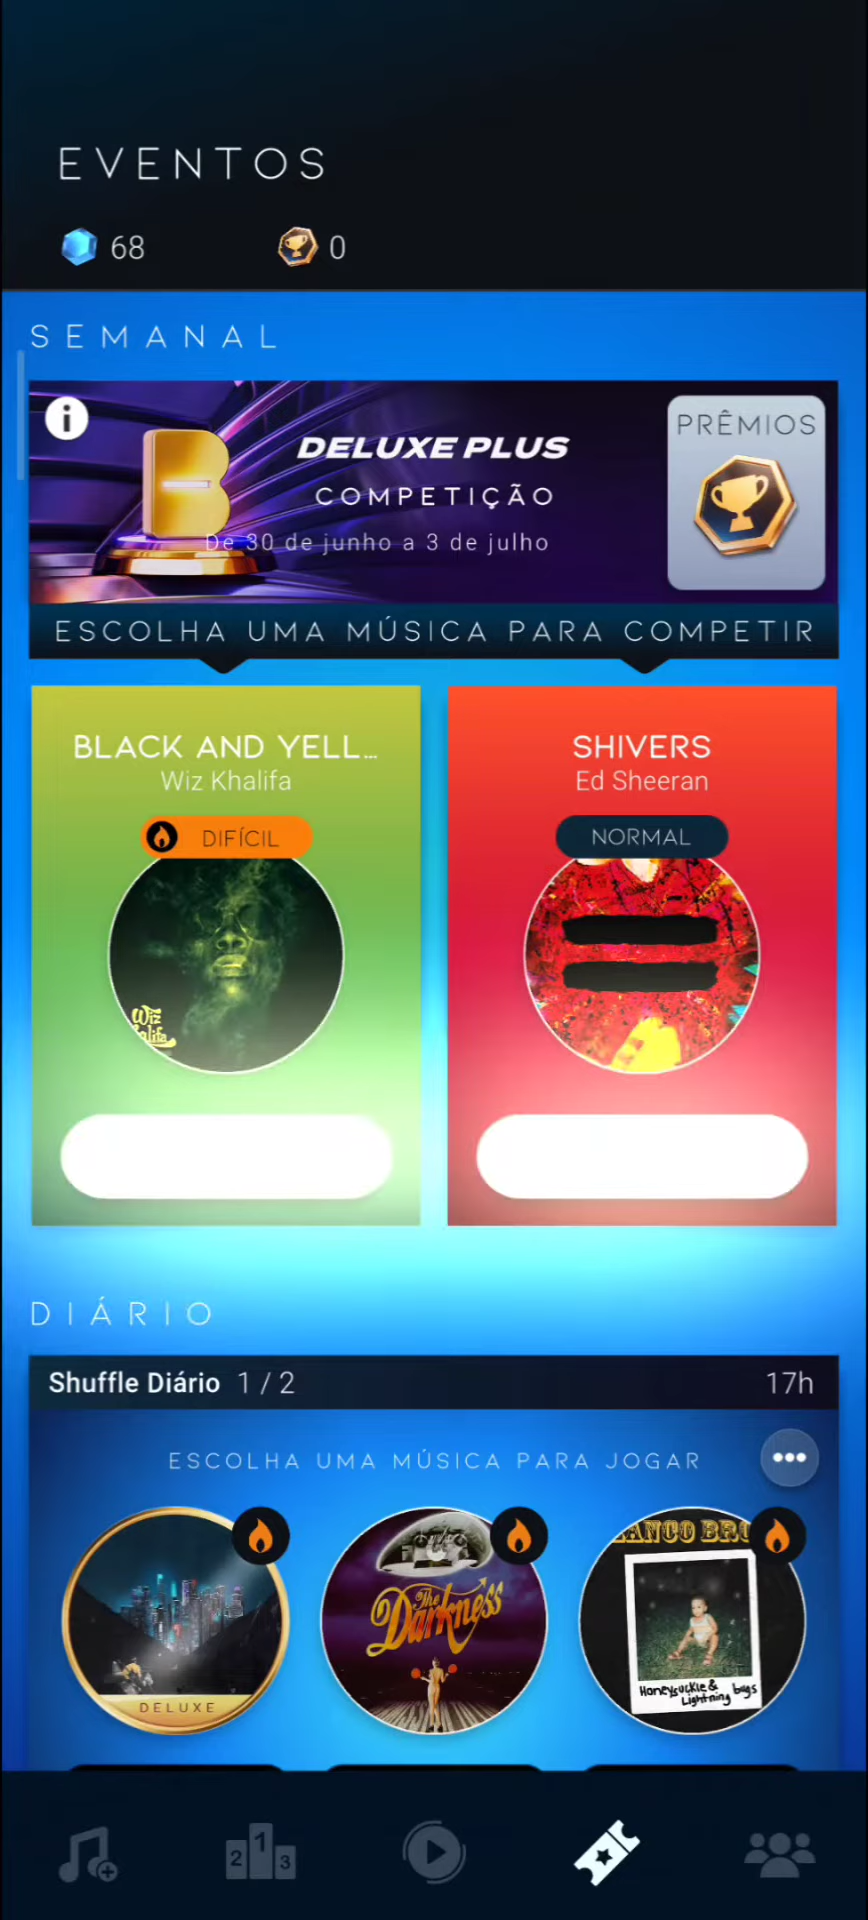 EVENTOS
68
0
SEMANAL
i
DELUXE PLUS
COMPETIÇÃO
De 30 de junho a 3 de julho
PRÊMIOS
ESCOLHA UMA MÚSICA PARA COMPETIR
BLACK AND YELL...
Wiz Khalifa
DIFÍCIL
SHIVERS
Ed Sheeran
NORMAL
DIÁRIO
Shuffle Diário 1 / 2
17h
ESCOLHA UMA MÚSICA PARA JOGAR
DELUXE
The Darkness
Honeysuckle &
Lightning bugs
2 1 3